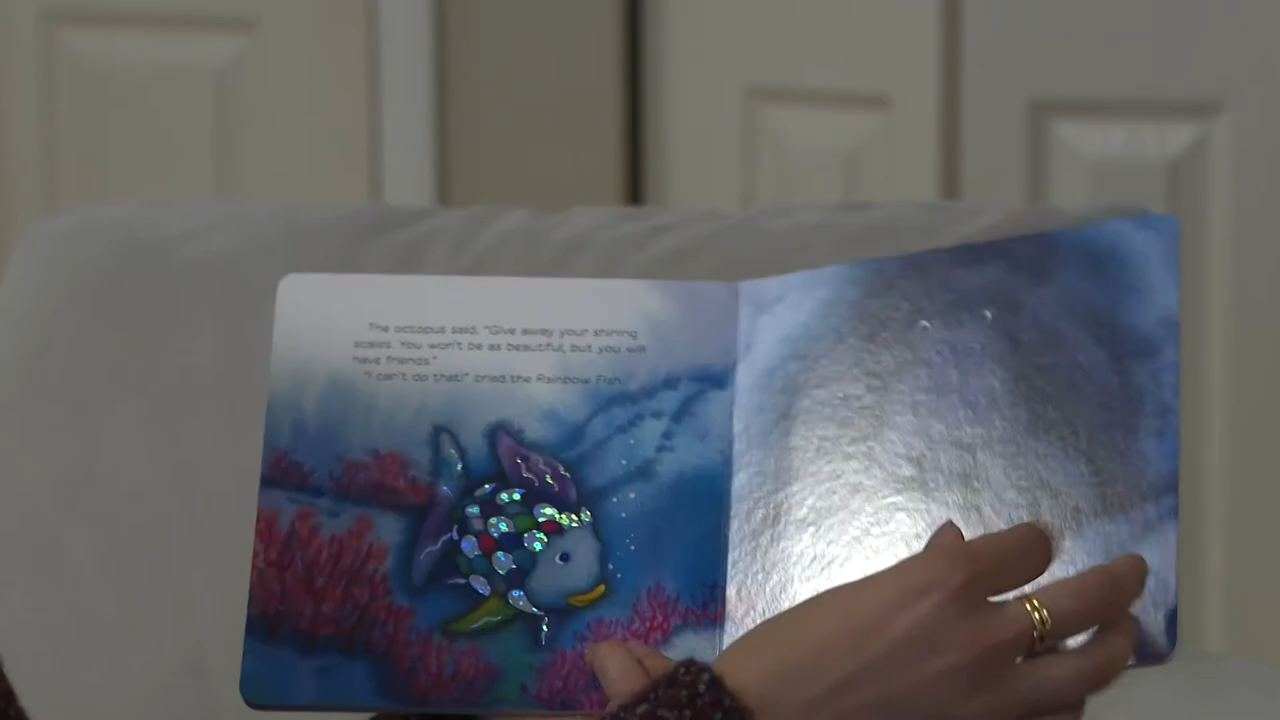 The octopus said, "Give away your shining
scales. You won't be as beautiful, but you will
have friends."
"I can't do that!" cried the Rainbow Fish.